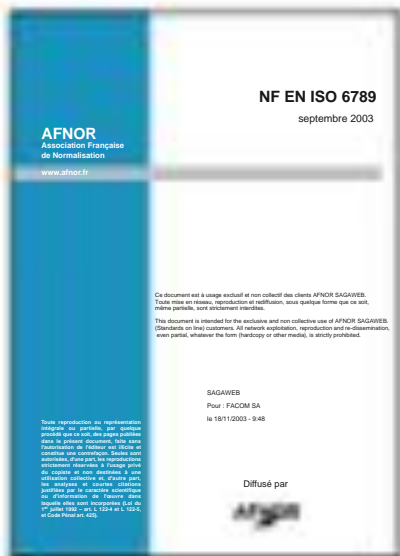 NF EN ISO 6789
septembre 2003
AFNOR
Association Française
de Normalisation
www.afnor.fr
Ce document est à usage exclusif et non collectif des clients AFNOR SAGAWEB.
Toute mise en réseau, reproduction et rediffusion, sous quelque forme que ce soit,
même partielle, sont strictement interdites.
This document is intended for the exclusive and non collective use of AFNOR SAGAWEB.
(Standards on line) customers. All network exploitation, reproduction and re-dissemination,
even partial, whatever the form (hardcopy or other media), is strictly prohibited.
SAGAWEB
Pour : FACOM SA
le 18/11/2003 - 9:48
Toute reproduction ou représentation
intégrale ou partielle, par quelque
procédé que ce soit, des pages publiées
dans le présent document, faite sans
l'autorisation de l'éditeur est illicite et
constitue une contrefaçon. Seules sont
autorisées, d'une part, les reproductions
strictement réservées à l'usage privé
du copiste et non destinées à une
utilisation collective et, d'autre part,
les analyses et courtes citations
justifiées par le caractère scientifique
ou d'information de l'œuvre dans
laquelle elles sont incorporées (Loi du
1er juillet 1992 - art. L 122-4 et L 122-5,
et Code Pénal art. 425).
Diffusé par
AFNOR